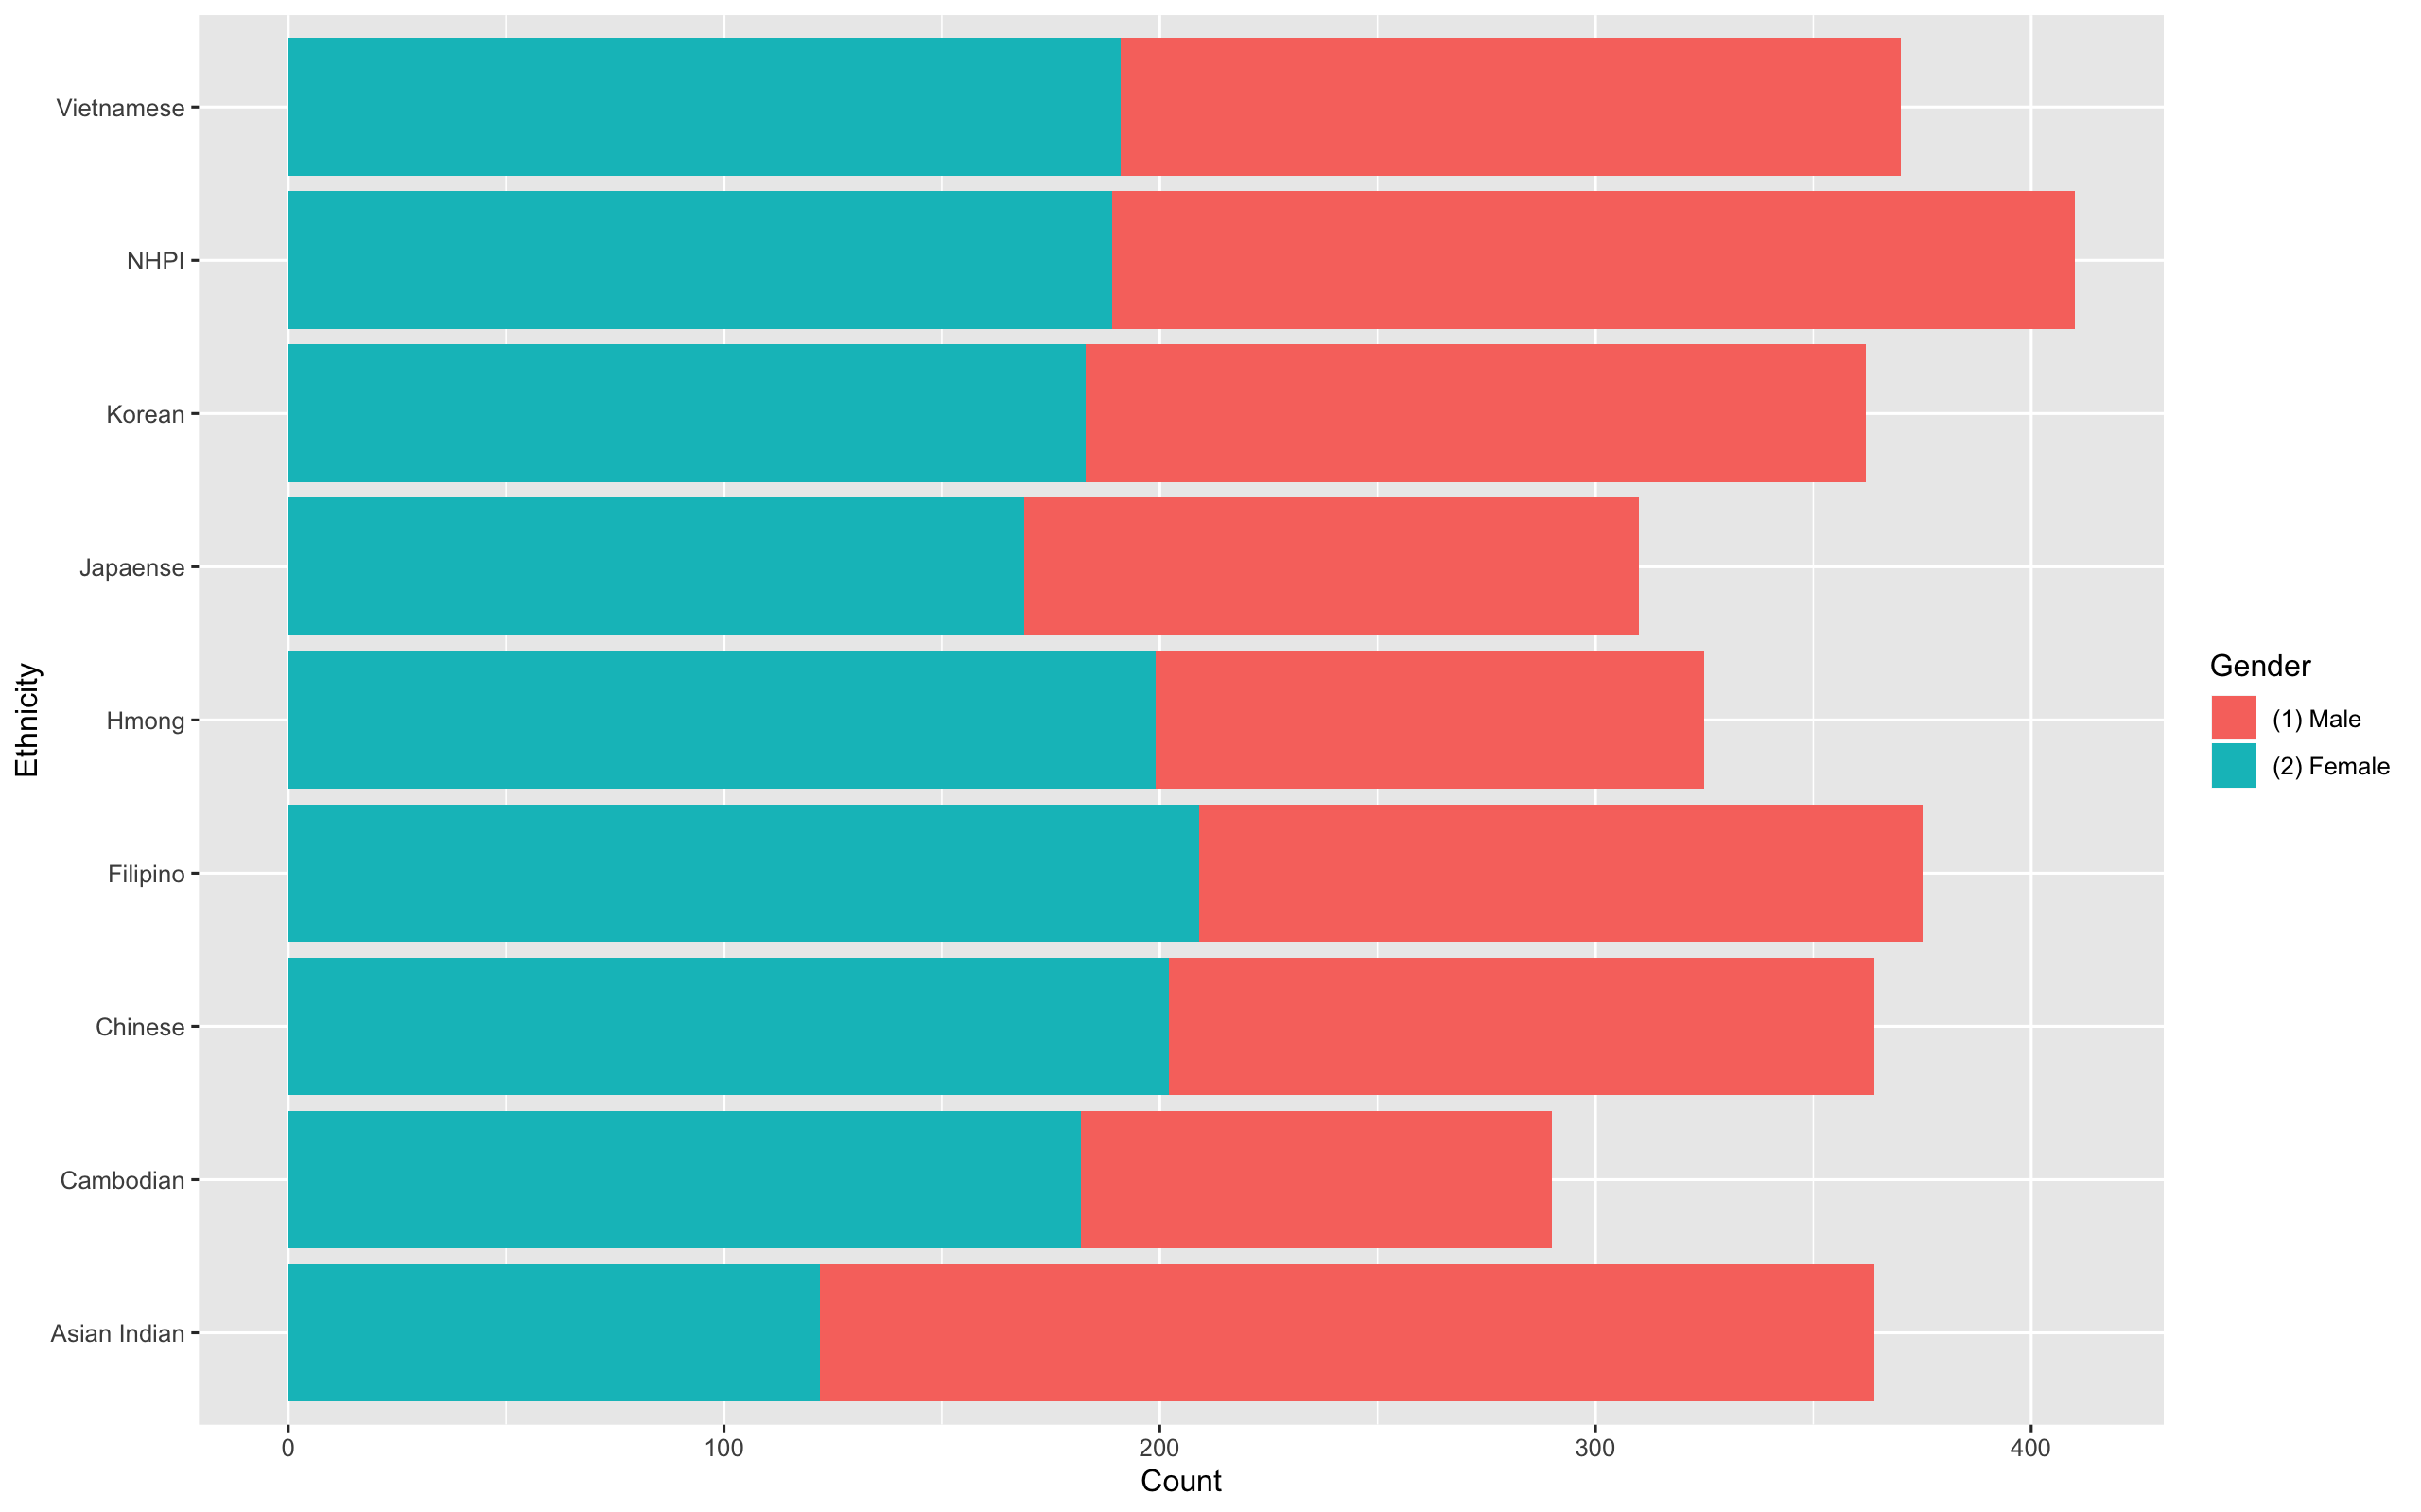 Vietnamese
NHPI
Korean
Japaense
Hmong
Filipino
Chinese
Cambodian
Asian Indian
Ethnicity
0 100 200 300 400
Count
Gender
(1) Male
(2) Female